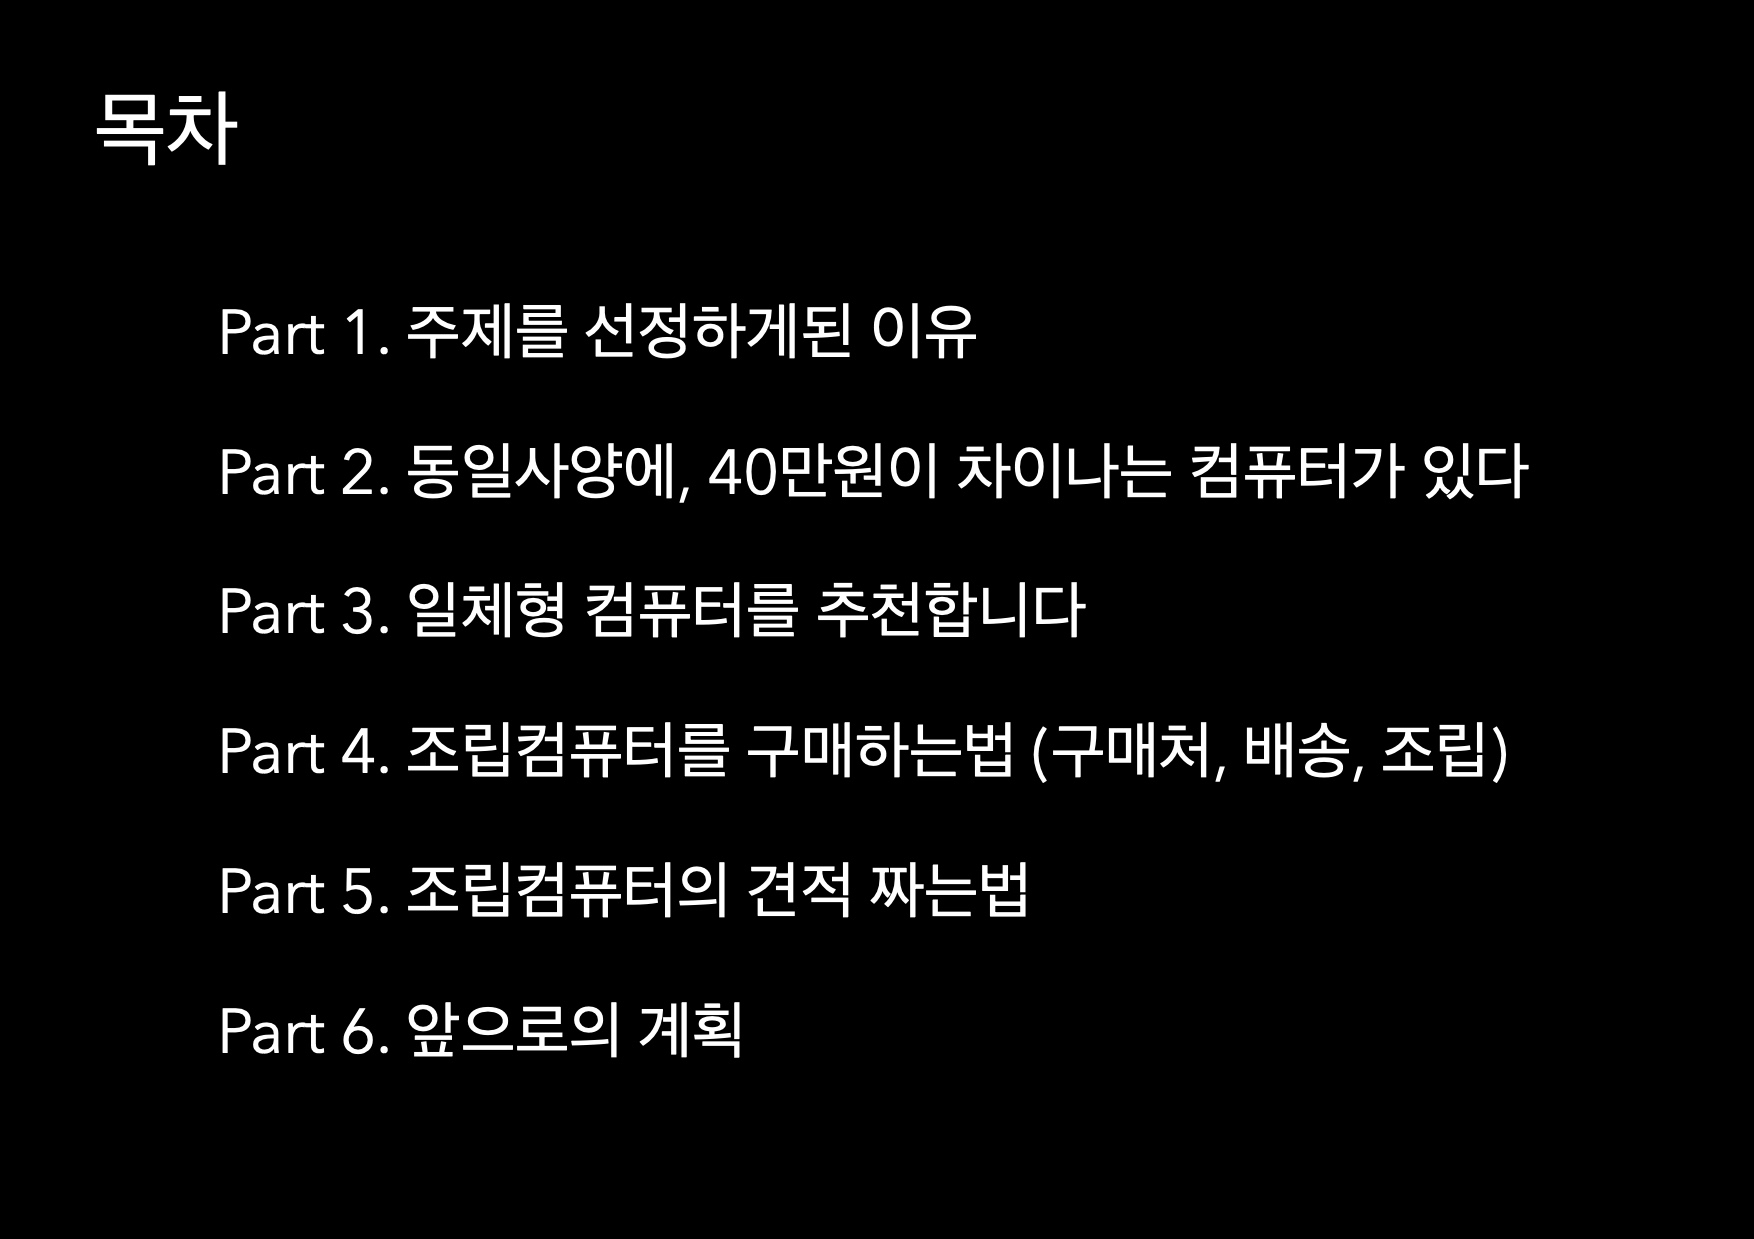 목차
Part 1. 주제를 선정하게된 이유
Part 2. 동일사양에, 40만원이 차이나는 컴퓨터가 있다
Part 3. 일체형 컴퓨터를 추천합니다
Part 4. 조립컴퓨터를 구매하는법 (구매처, 배송, 조립)
Part 5. 조립컴퓨터의 견적 짜는법
Part 6. 앞으로의 계획